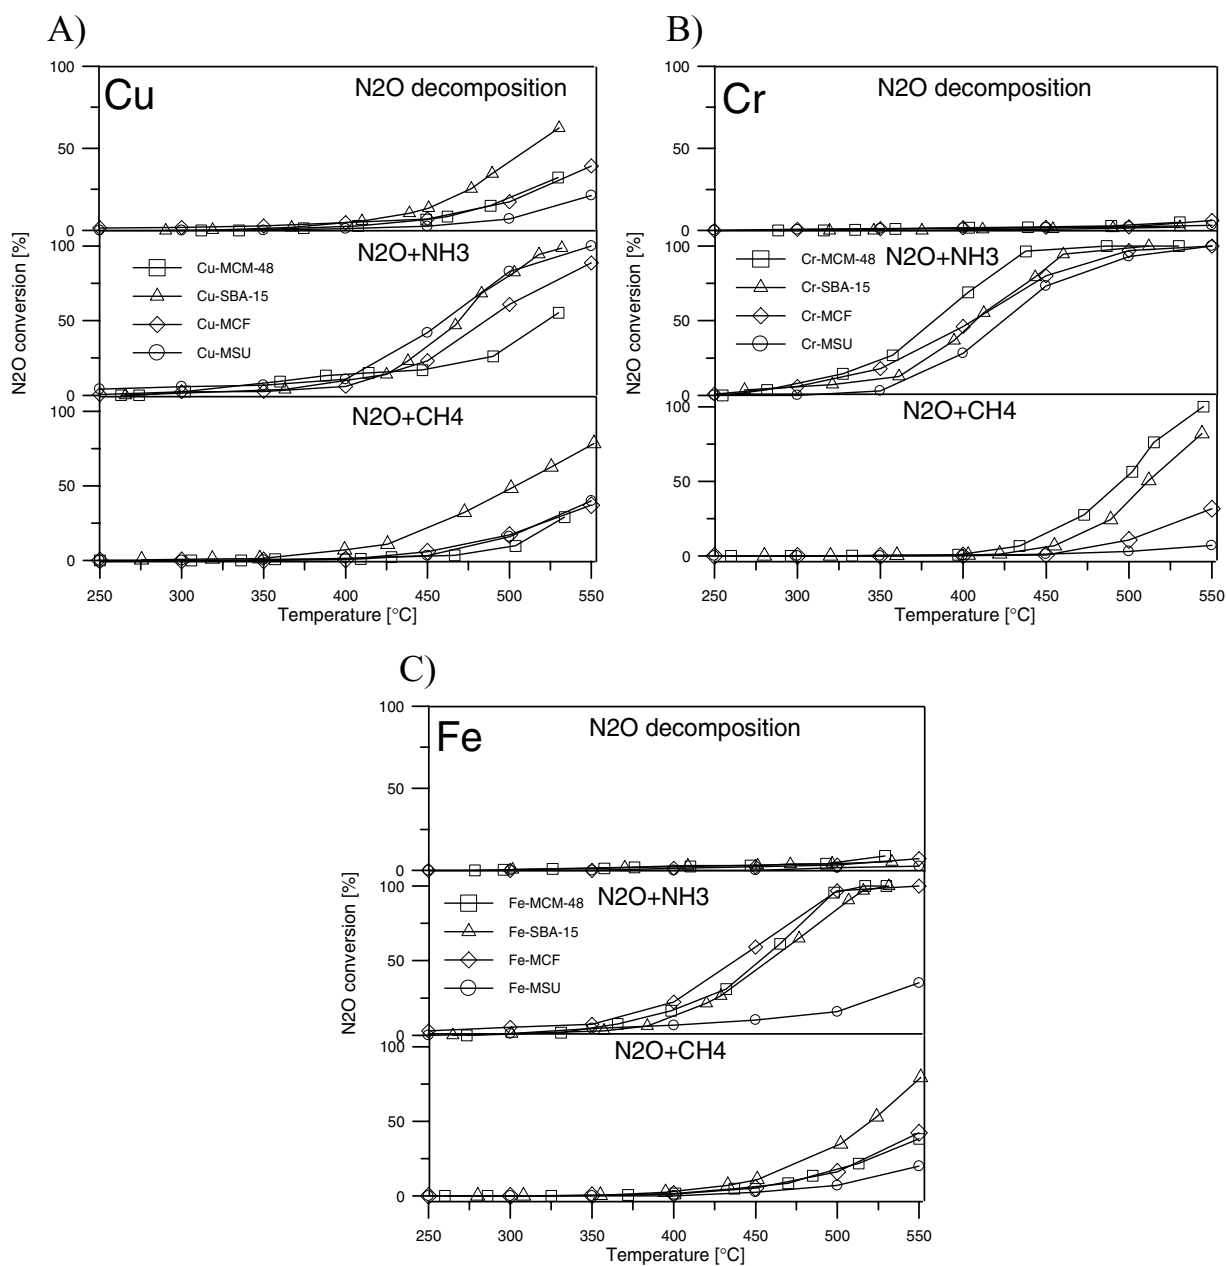 A)
100
50
0
Cu
N2O decomposition
N2O conversion [%]
100
50
0
N2O+NH3
Cu-MCM-48
Cu-SBA-15
Cu-MCF
Cu-MSU
100
50
0
N2O+CH4
250 300 350 400 450 500 550
Temperature [°C]
B)
100
50
0
Cr
N2O decomposition
N2O conversion [%]
100
50
0
N2O+NH3
Cr-MCM-48
Cr-SBA-15
Cr-MCF
Cr-MSU
100
50
0
N2O+CH4
250 300 350 400 450 500 550
Temperature [°C]
C)
100
50
0
Fe
N2O decomposition
N2O conversion [%]
100
50
0
N2O+NH3
Fe-MCM-48
Fe-SBA-15
Fe-MCF
Fe-MSU
100
50
0
N2O+CH4
250 300 350 400 450 500 550
Temperature [°C]